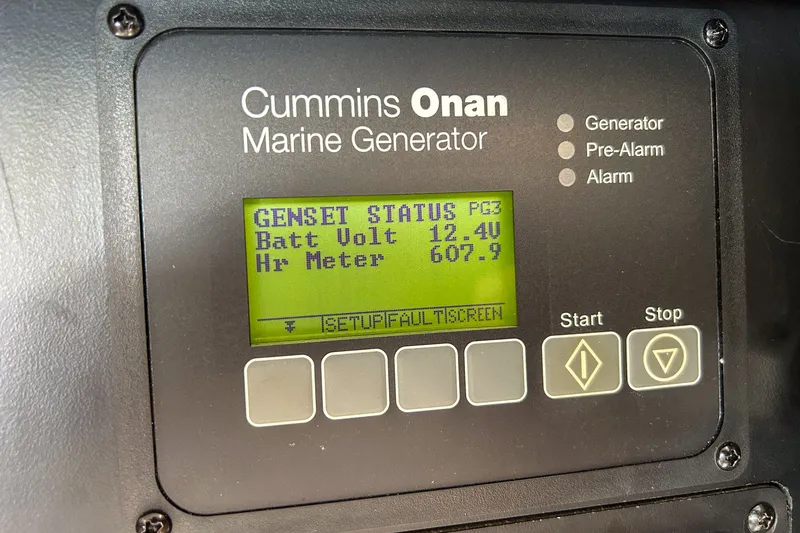 Cummins Onan
Marine Generator
Generator
Pre-Alarm
Alarm
GENSET STATUS PG3
Batt Volt 12.4V
Hr Meter 607.9
SETUP FAULT SCREEN
Start
Stop